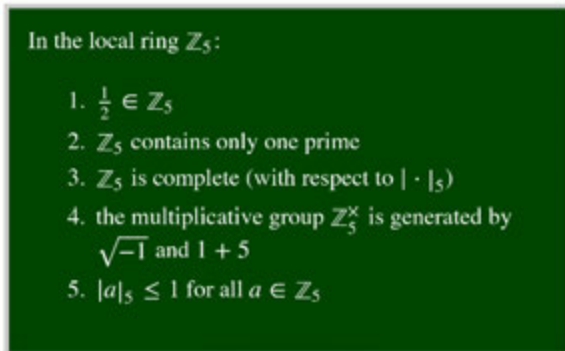 In the local ring ℤ₅:
1. ½ ∈ ℤ₅
2. ℤ₅ contains only one prime
3. ℤ₅ is complete (with respect to | · |₅)
4. the multiplicative group ℤ₅ˣ is generated by
√−1 and 1 + 5
5. |a|₅ ≤ 1 for all a ∈ ℤ₅